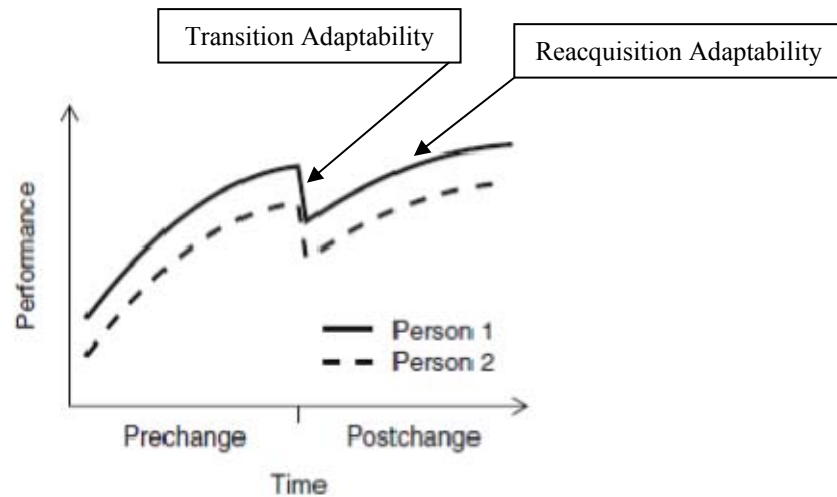 Transition Adaptability
Reacquisition Adaptability
Performance
Person 1
Person 2
Prechange
Postchange
Time